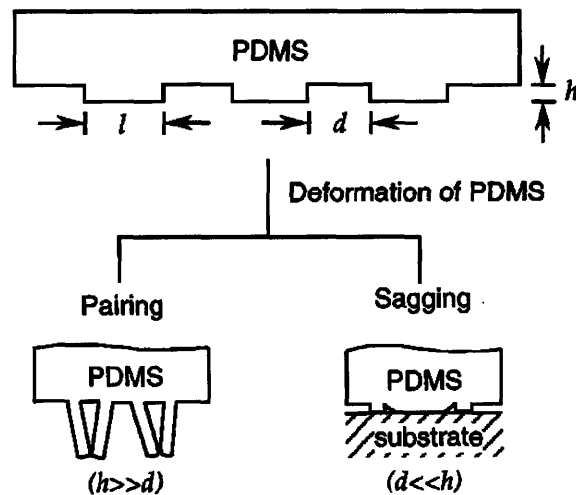 PDMS
h
l
d
Deformation of PDMS
Pairing
Sagging
PDMS
PDMS
substrate
(h>>d)
(d<<h)